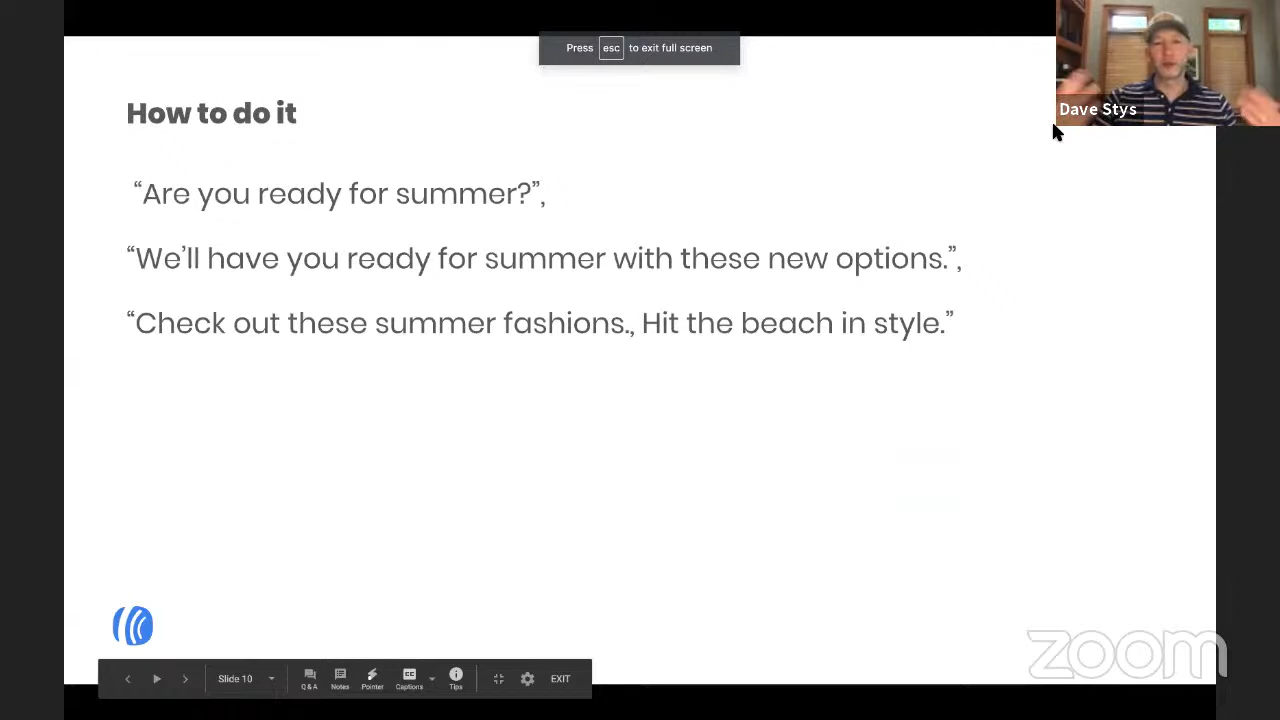 Press esc to exit full screen
Dave Stys
How to do it
“Are you ready for summer?”,
“We’ll have you ready for summer with these new options.”,
“Check out these summer fashions., Hit the beach in style.”
zoom
Slide 10
Q & A
Notes
Pointer
CC
Captions
Tips
EXIT